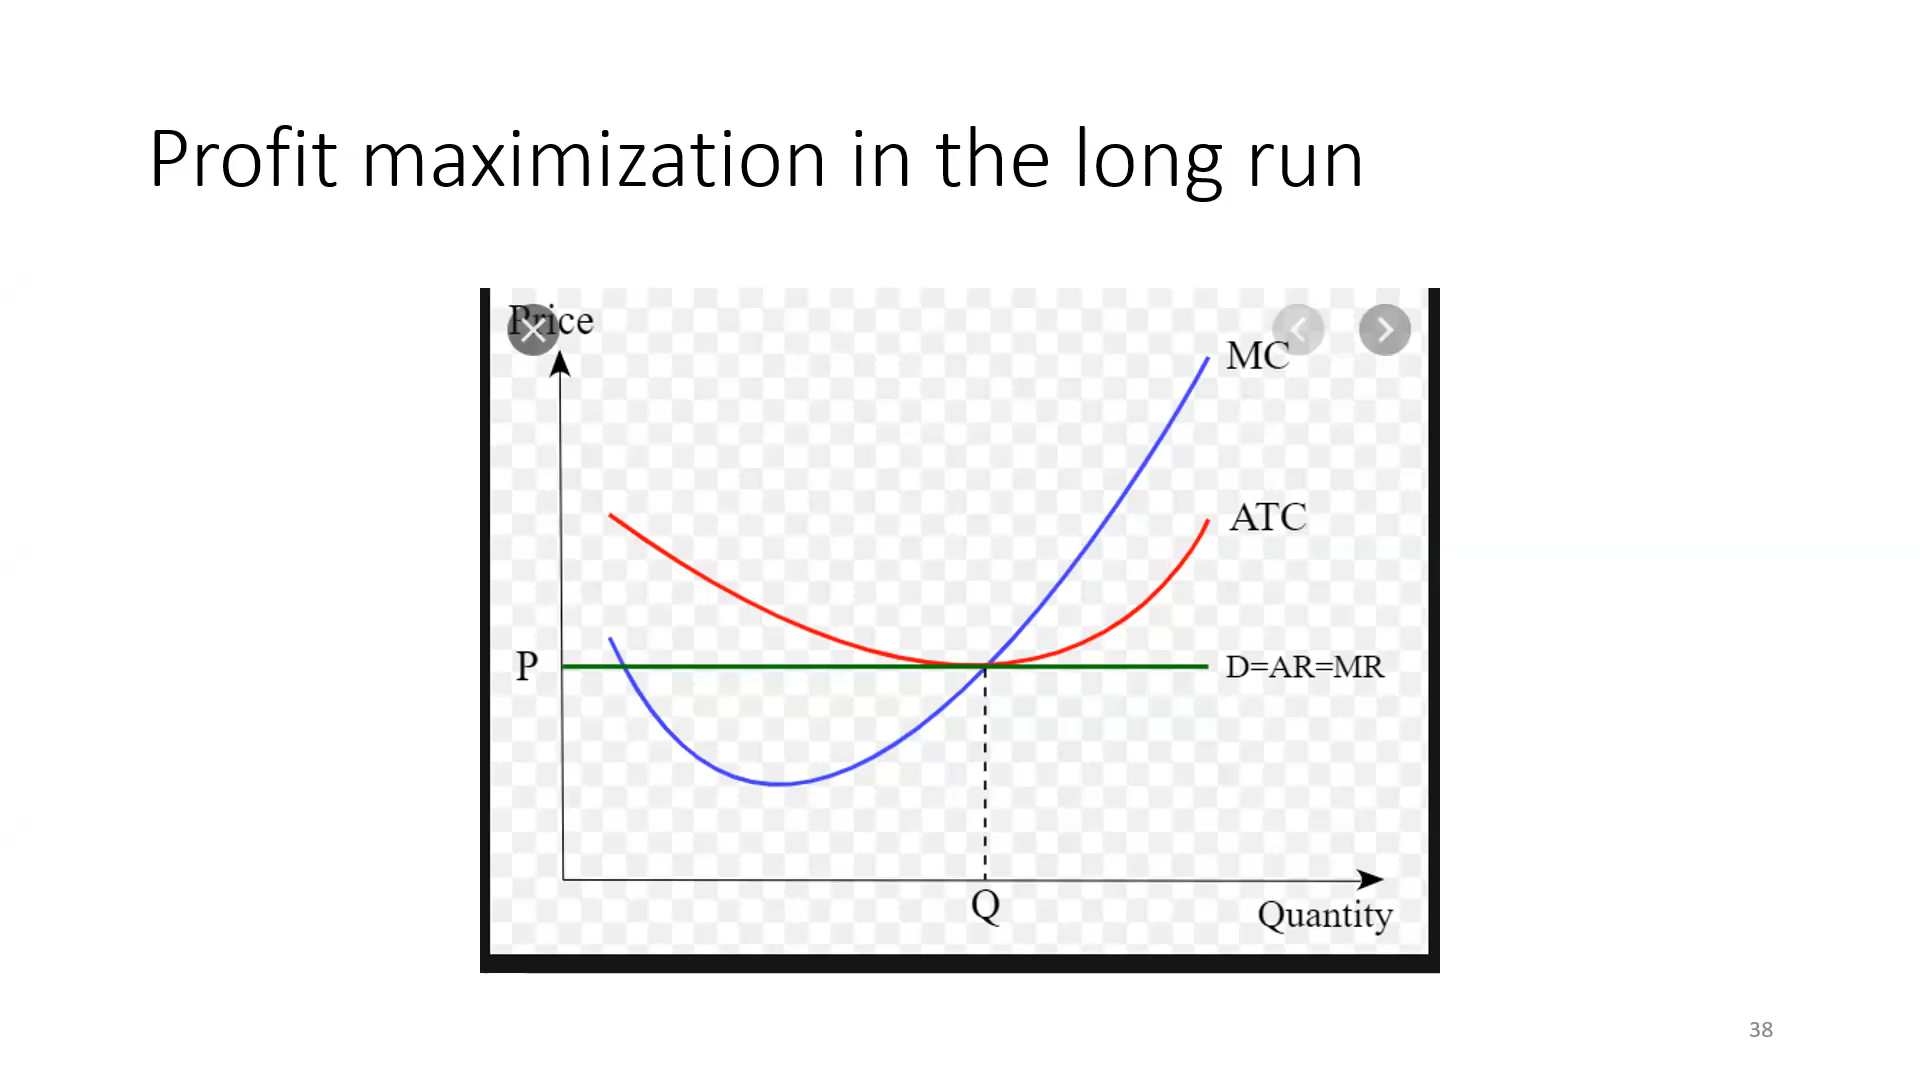 Profit maximization in the long run
Price
MC
ATC
P
D=AR=MR
Q
Quantity
38